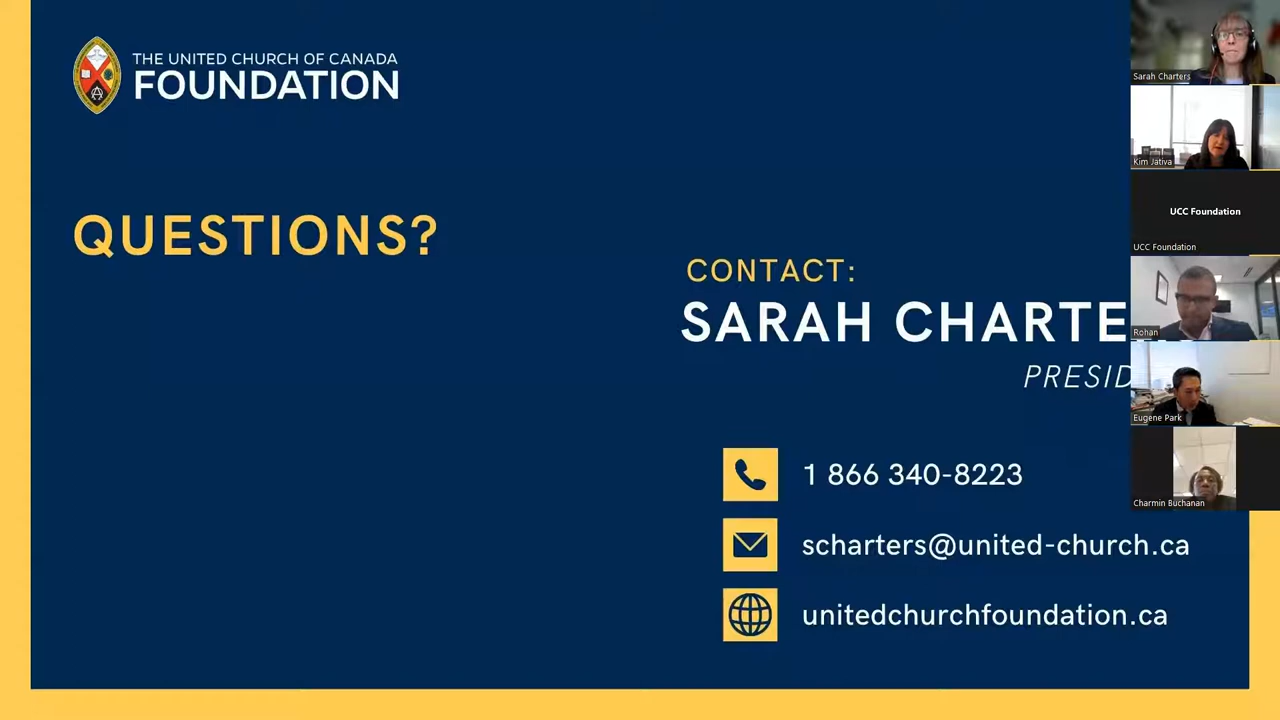 THE UNITED CHURCH OF CANADA
FOUNDATION
QUESTIONS?
CONTACT:
SARAH CHARTE
PRESID
1 866 340-8223
scharters@united-church.ca
unitedchurchfoundation.ca
Sarah Charters
Kim Jativa
UCC Foundation
UCC Foundation
Rohan
Eugene Park
Charmin Buchanan